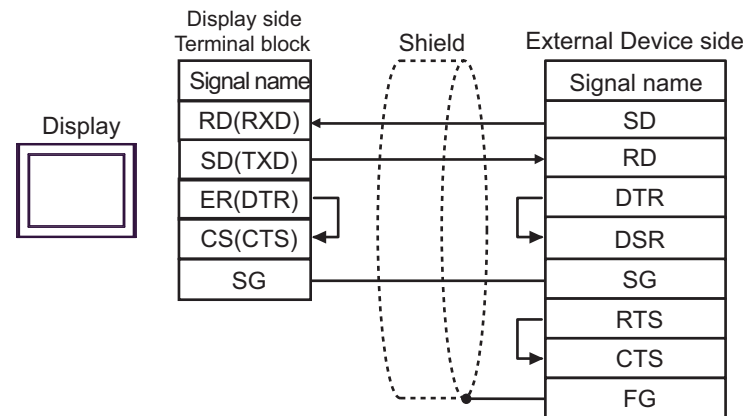 Display side
Terminal block
Shield
External Device side
Display
Signal name
RD(RXD)
SD(TXD)
ER(DTR)
CS(CTS)
SG
Signal name
SD
RD
DTR
DSR
SG
RTS
CTS
FG